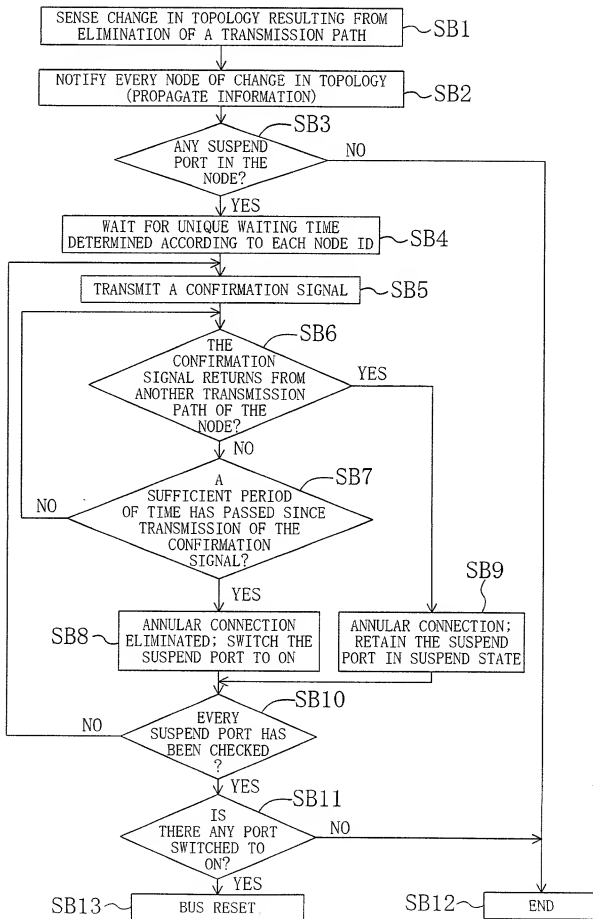 SENSE CHANGE IN TOPOLOGY RESULTING FROM
ELIMINATION OF A TRANSMISSION PATH
SB1
NOTIFY EVERY NODE OF CHANGE IN TOPOLOGY
(PROPAGATE INFORMATION)
SB2
SB3
ANY SUSPEND
PORT IN THE
NODE?
NO
YES
WAIT FOR UNIQUE WAITING TIME
DETERMINED ACCORDING TO EACH NODE ID
SB4
TRANSMIT A CONFIRMATION SIGNAL
SB5
SB6
THE
CONFIRMATION
SIGNAL RETURNS FROM
ANOTHER TRANSMISSION
PATH OF THE
NODE?
YES
NO
SB7
A
SUFFICIENT PERIOD
OF TIME HAS PASSED SINCE
TRANSMISSION OF THE
CONFIRMATION
SIGNAL?
NO
YES
SB8
ANNULAR CONNECTION
ELIMINATED; SWITCH THE
SUSPEND PORT TO ON
SB9
ANNULAR CONNECTION;
RETAIN THE SUSPEND
PORT IN SUSPEND STATE
SB10
EVERY
SUSPEND PORT HAS
BEEN CHECKED
?
NO
YES
SB11
IS
THERE ANY PORT
SWITCHED TO
ON?
NO
YES
SB13
BUS RESET
SB12
END